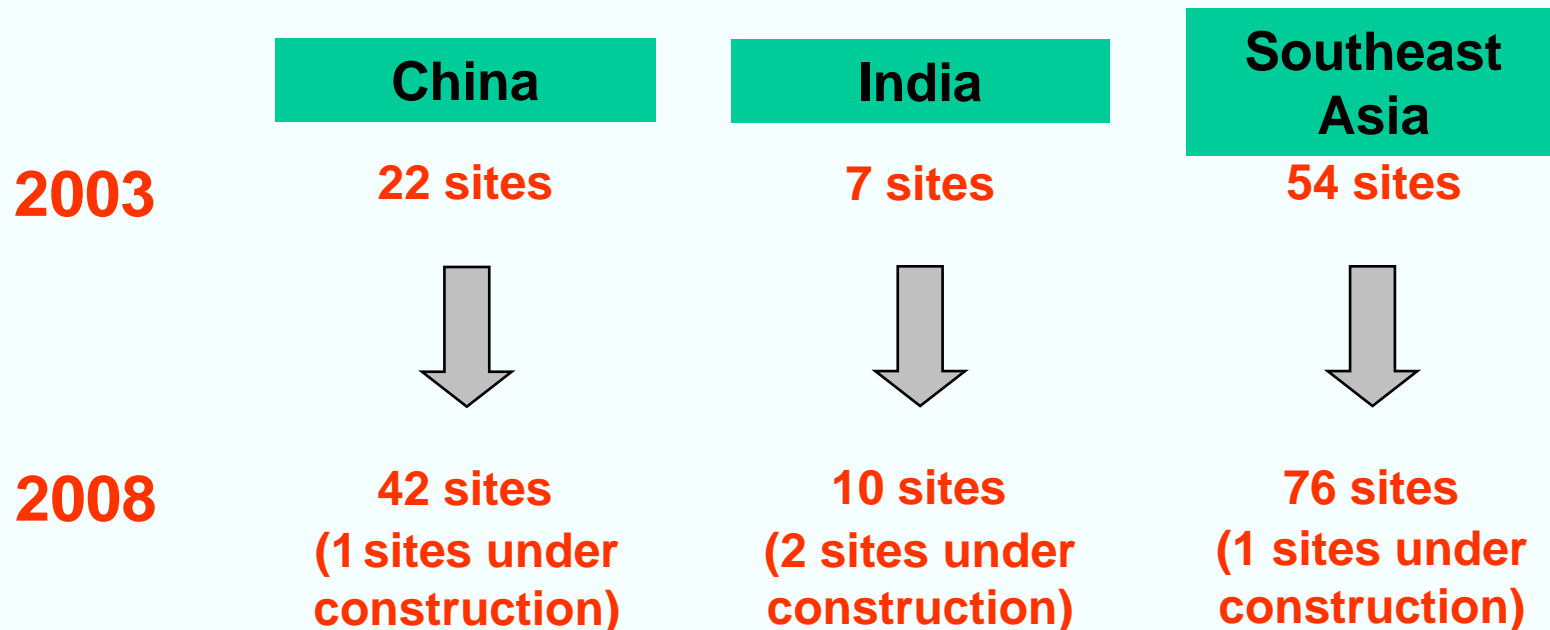 China
India
Southeast
Asia
2003
22 sites
7 sites
54 sites
2008
42 sites
(1 sites under
construction)
10 sites
(2 sites under
construction)
76 sites
(1 sites under
construction)